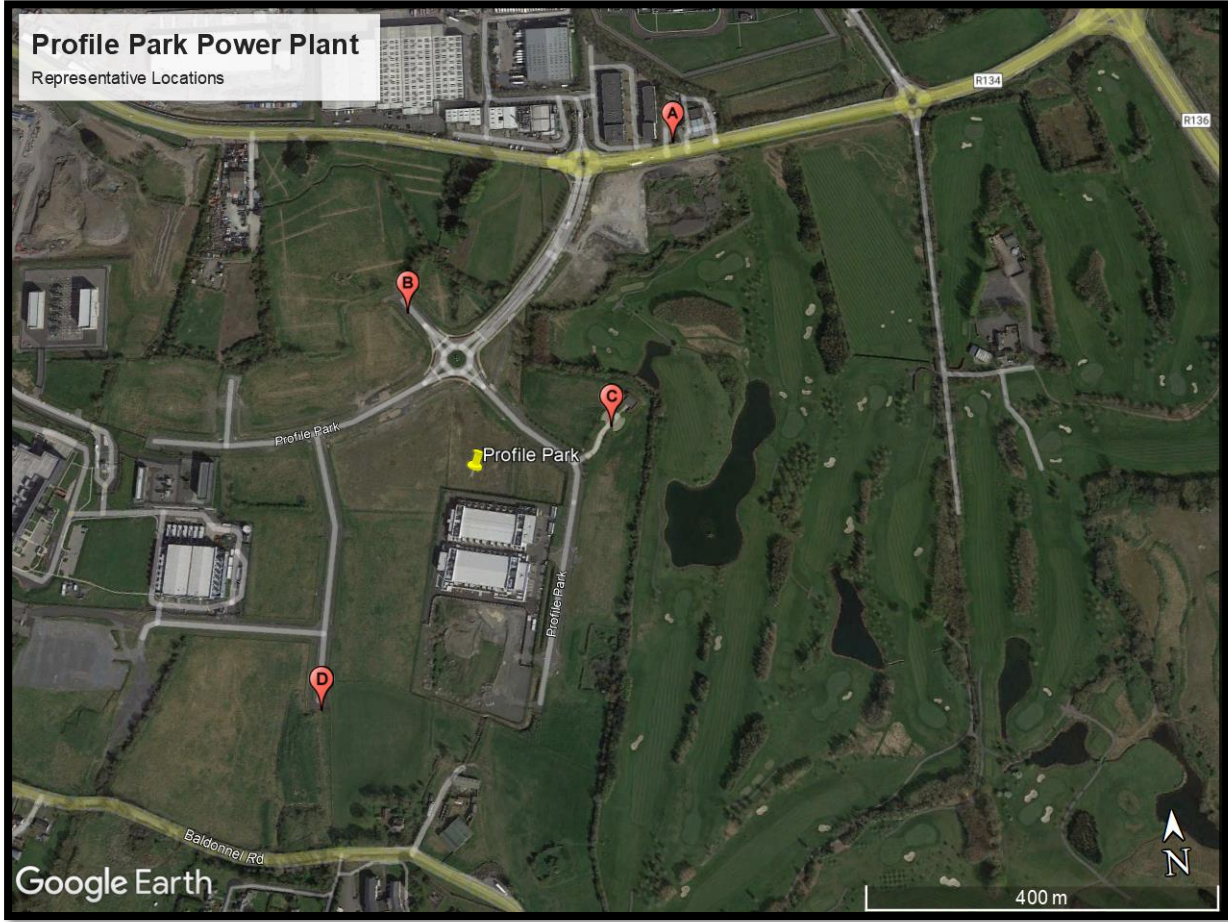 Profile Park Power Plant
Representative Locations
R134
A
R136
B
C
Profile Park
Profile Park
Profile Park
D
Baldonnel Rd
N
Google Earth
400 m